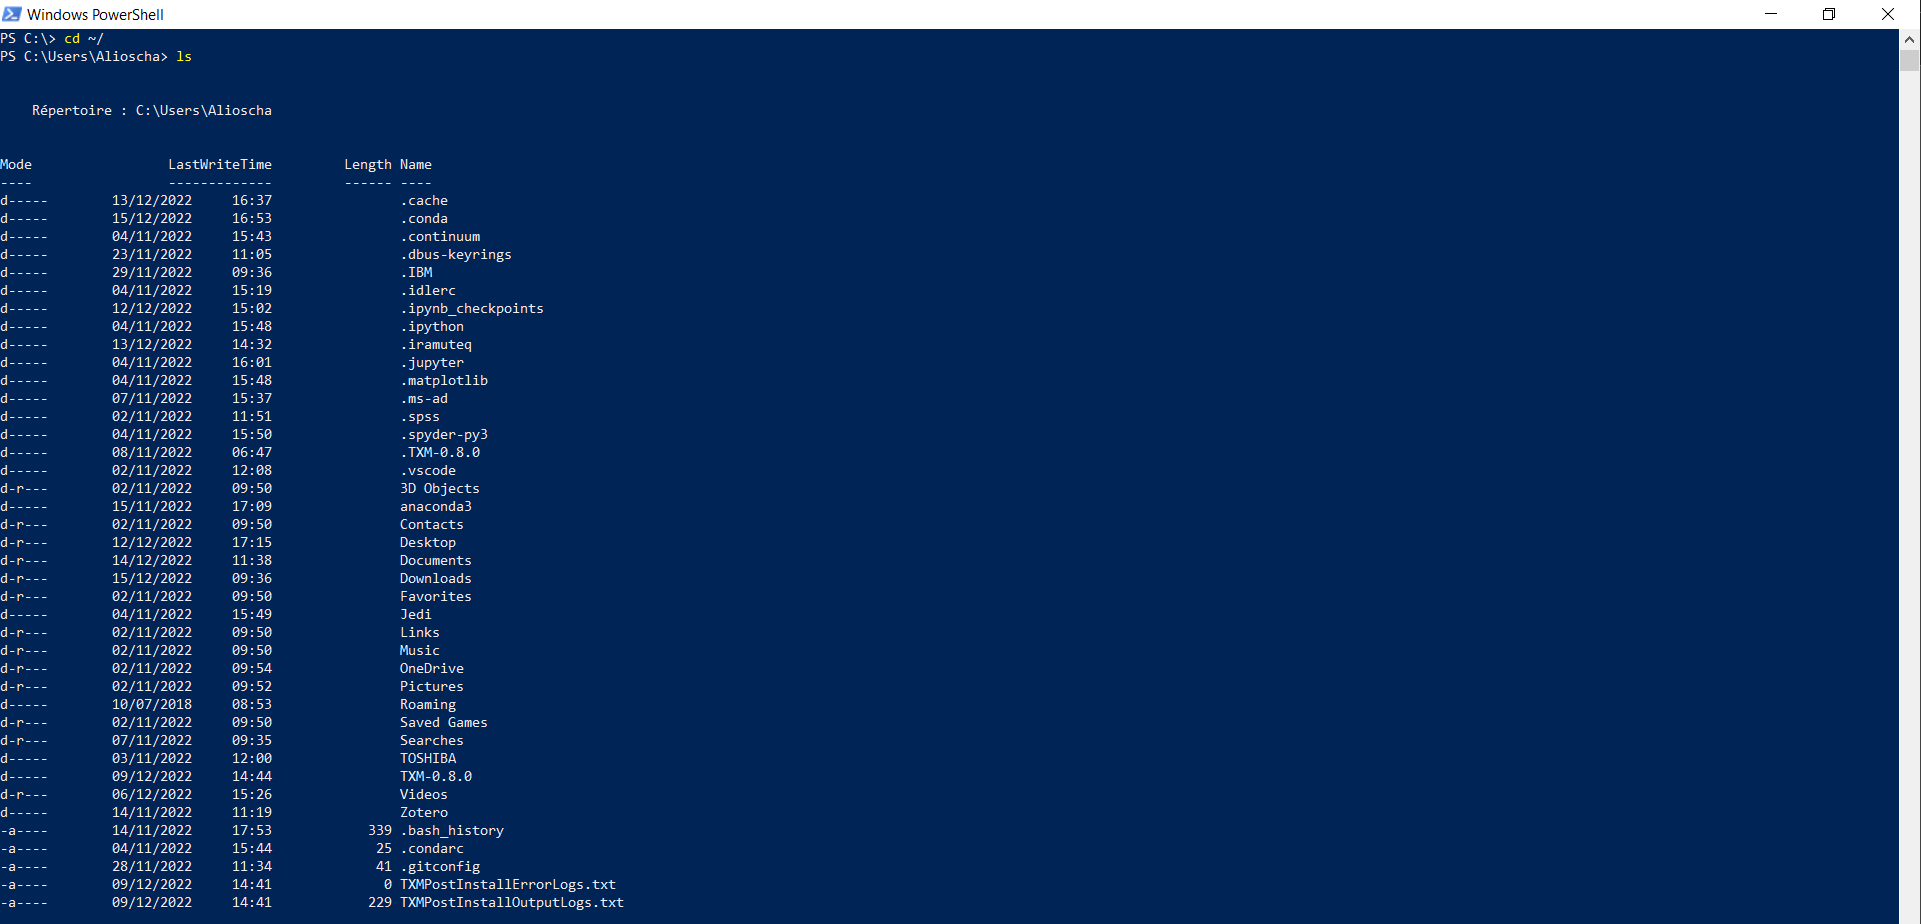 Windows PowerShell
PS C:\> cd ~/
PS C:\Users\Alioscha> ls
Répertoire : C:\Users\Alioscha
Mode LastWriteTime Length Name
---- ------------- ------ ----
d----- 13/12/2022 16:37 .cache
d----- 15/12/2022 16:53 .conda
d----- 04/11/2022 15:43 .continuum
d----- 23/11/2022 11:05 .dbus-keyrings
d----- 29/11/2022 09:36 .IBM
d----- 04/11/2022 15:19 .idlerc
d----- 12/12/2022 15:02 .ipynb_checkpoints
d----- 04/11/2022 15:48 .ipython
d----- 13/12/2022 14:32 .iramuteq
d----- 04/11/2022 16:01 .jupyter
d----- 04/11/2022 15:48 .matplotlib
d----- 07/11/2022 15:37 .ms-ad
d----- 02/11/2022 11:51 .spss
d----- 04/11/2022 15:50 .spyder-py3
d----- 08/11/2022 06:47 .TXM-0.8.0
d----- 02/11/2022 12:08 .vscode
d-r--- 02/11/2022 09:50 3D Objects
d----- 15/11/2022 17:09 anaconda3
d-r--- 02/11/2022 09:50 Contacts
d-r--- 12/12/2022 17:15 Desktop
d-r--- 14/12/2022 11:38 Documents
d-r--- 15/12/2022 09:36 Downloads
d-r--- 02/11/2022 09:50 Favorites
d----- 04/11/2022 15:49 Jedi
d-r--- 02/11/2022 09:50 Links
d-r--- 02/11/2022 09:50 Music
d-r--- 02/11/2022 09:54 OneDrive
d-r--- 02/11/2022 09:52 Pictures
d----- 10/07/2018 08:53 Roaming
d-r--- 02/11/2022 09:50 Saved Games
d-r--- 07/11/2022 09:35 Searches
d----- 03/11/2022 12:00 TOSHIBA
d----- 09/12/2022 14:44 TXM-0.8.0
d-r--- 06/12/2022 15:26 Videos
d----- 14/11/2022 11:19 Zotero
-a---- 14/11/2022 17:53 339 .bash_history
-a---- 04/11/2022 15:44 25 .condarc
-a---- 28/11/2022 11:34 41 .gitconfig
-a---- 09/12/2022 14:41 0 TXMPostInstallErrorLogs.txt
-a---- 09/12/2022 14:41 229 TXMPostInstallOutputLogs.txt